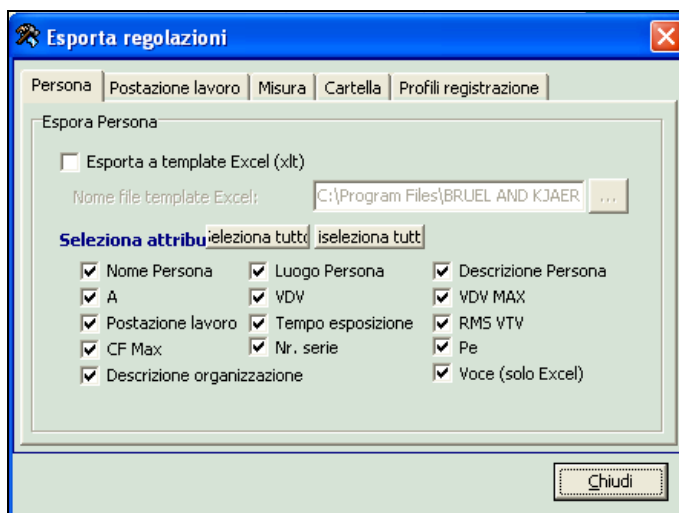 Esporta regolazioni
Persona Postazione lavoro Misura Cartella Profili registrazione
Espora Persona
Esporta a template Excel (xlt)
Nome file template Excel: C:\Program Files\BRUEL AND KJAER ...
Seleziona attribu eleziona tutto iseleziona tutt
Nome Persona Luogo Persona Descrizione Persona
A VDV VDV MAX
Postazione lavoro Tempo esposizione RMS VTV
CF Max Nr. serie Pe
Descrizione organizzazione Voce (solo Excel)
Chiudi